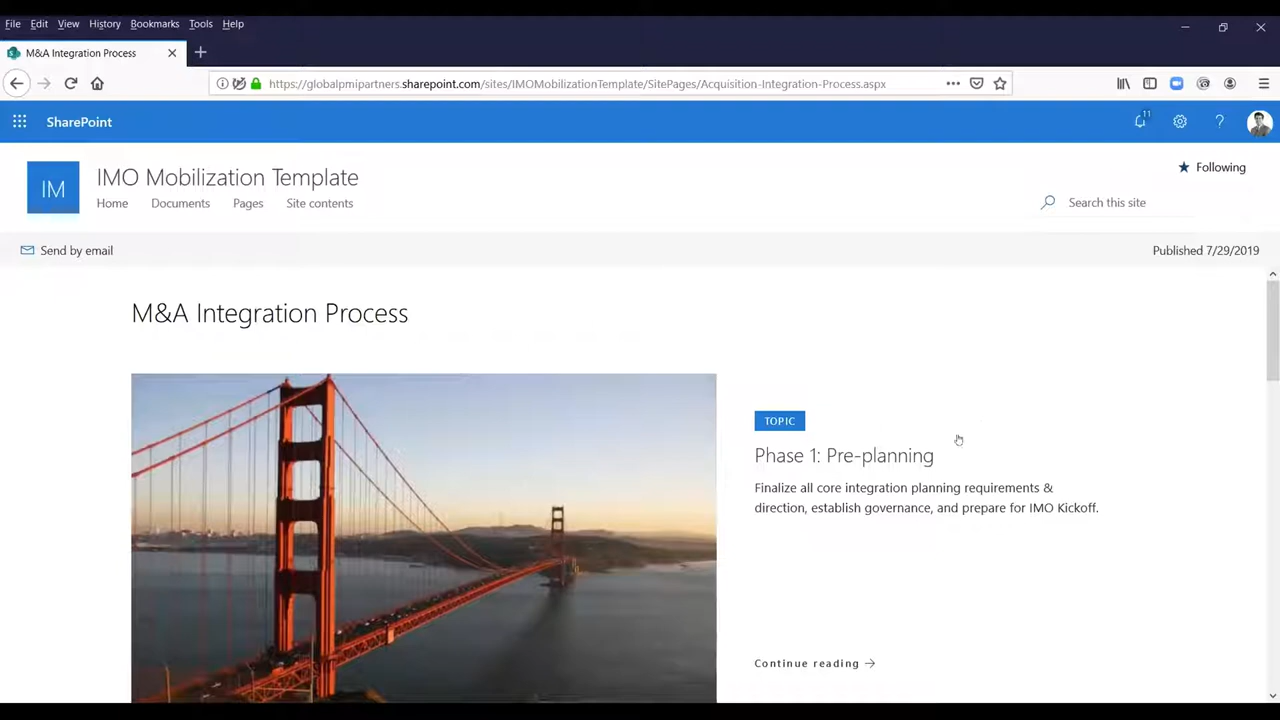 File Edit View History Bookmarks Tools Help
M&A Integration Process
https://globalpmipartners.sharepoint.com/sites/IMOMobilizationTemplate/SitePages/Acquisition-Integration-Process.aspx
SharePoint
11
IM
IMO Mobilization Template
Following
Home Documents Pages Site contents
Search this site
Send by email
Published 7/29/2019
M&A Integration Process
TOPIC
Phase 1: Pre-planning
Finalize all core integration planning requirements &
direction, establish governance, and prepare for IMO Kickoff.
Continue reading